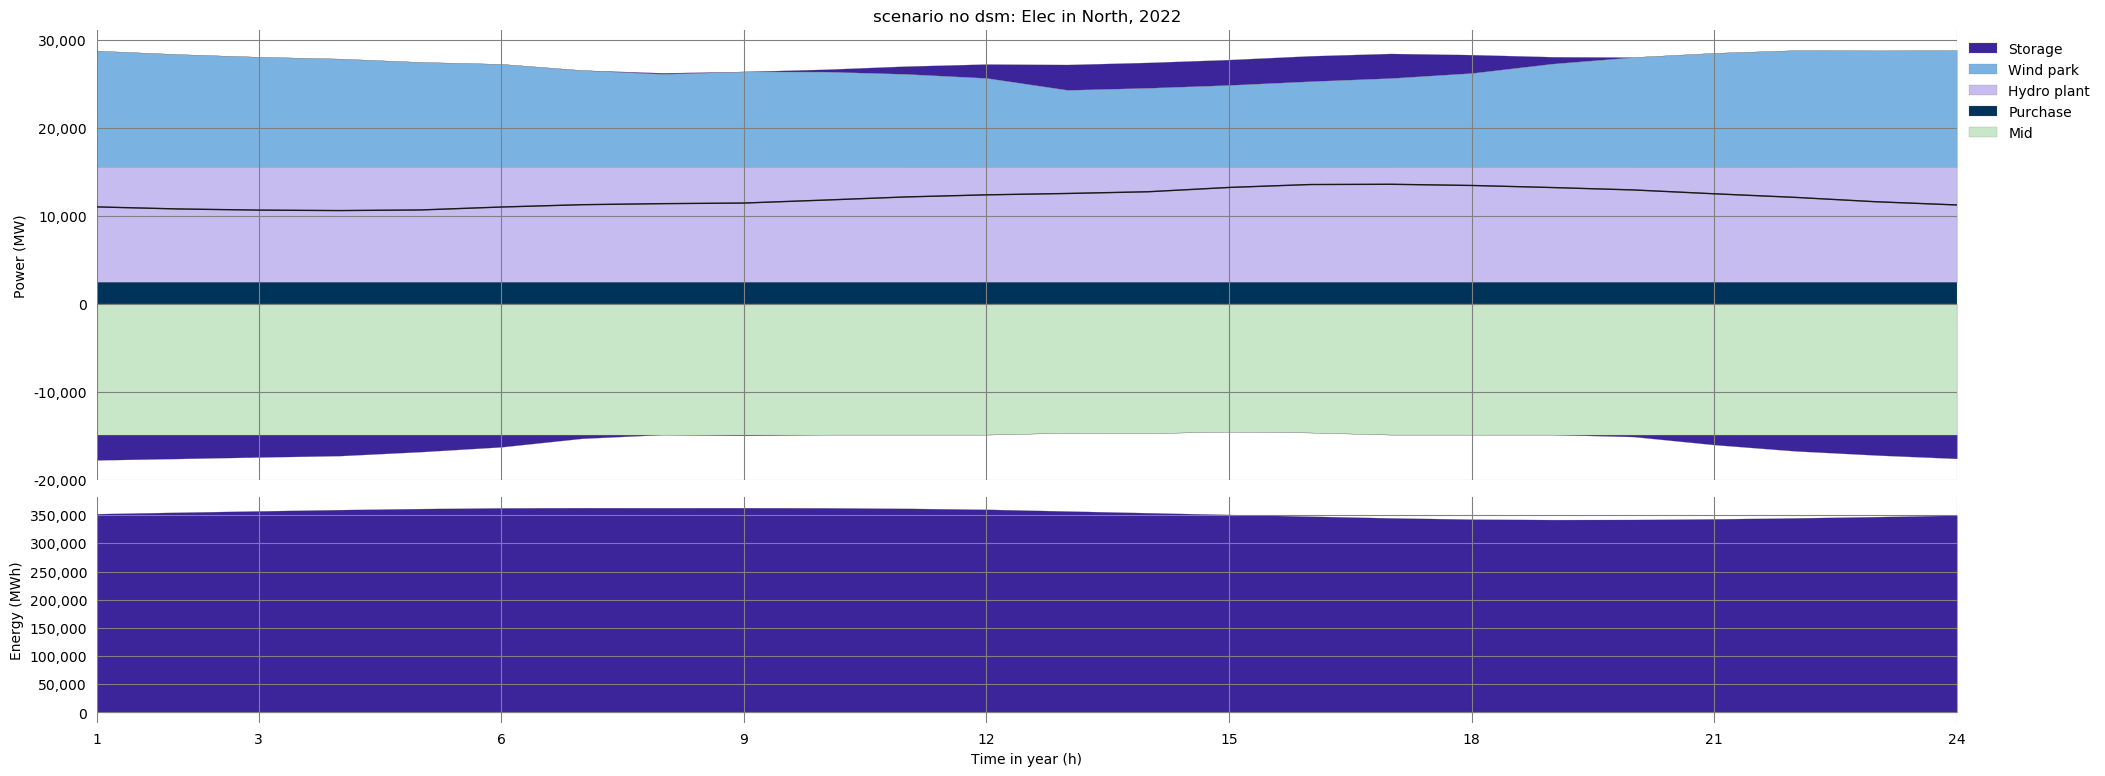 scenario no dsm: Elec in North, 2022
30,000
20,000
10,000
0
-10,000
-20,000
Power (MW)
Storage
Wind park
Hydro plant
Purchase
Mid
350,000
300,000
250,000
200,000
150,000
100,000
50,000
0
Energy (MWh)
1 3 6 9 12 15 18 21 24
Time in year (h)